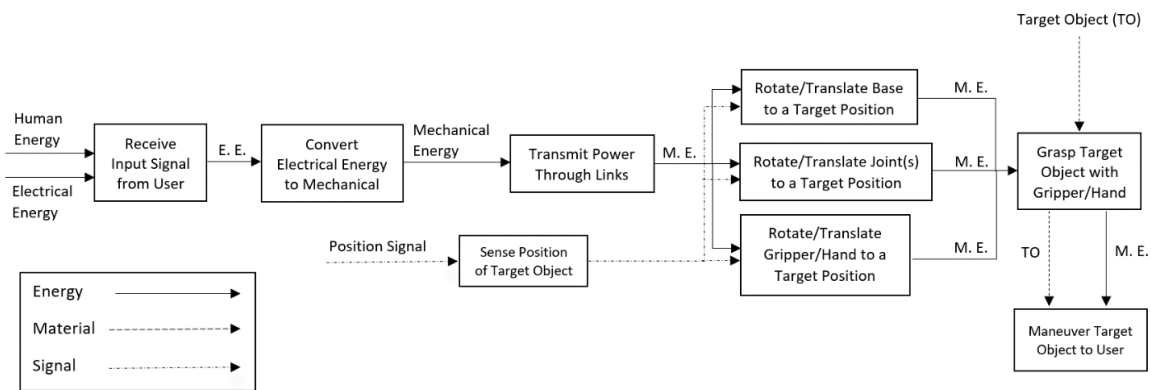 Target Object (TO)
Human
Energy
Electrical
Energy
Receive
Input Signal
from User
E. E.
Convert
Electrical Energy
to Mechanical
Mechanical
Energy
Transmit Power
Through Links
M. E.
Rotate/Translate Base
to a Target Position
M. E.
Rotate/Translate Joint(s)
to a Target Position
M. E.
Rotate/Translate
Gripper/Hand to a
Target Position
M. E.
Grasp Target
Object with
Gripper/Hand
Position Signal
Sense Position
of Target Object
TO
M. E.
Maneuver Target
Object to User
Energy
Material
Signal